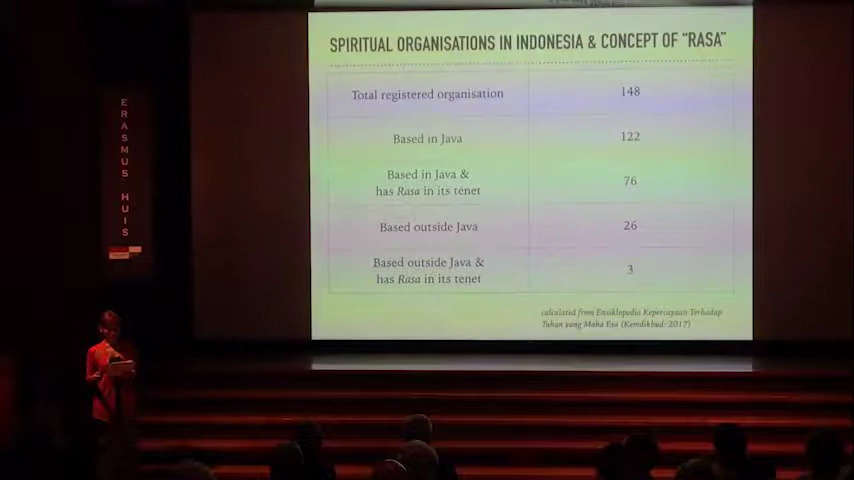 SPIRITUAL ORGANISATIONS IN INDONESIA & CONCEPT OF "RASA"
Total registered organisation 148
Based in Java 122
Based in Java &
has Rasa in its tenet 76
Based outside Java 26
Based outside Java &
has Rasa in its tenet 3
calculated from Ensiklopedia Kepercayaan Terhadap
Tuhan yang Maha Esa (Kemdikbud: 2017)
ERASMUS HUIS